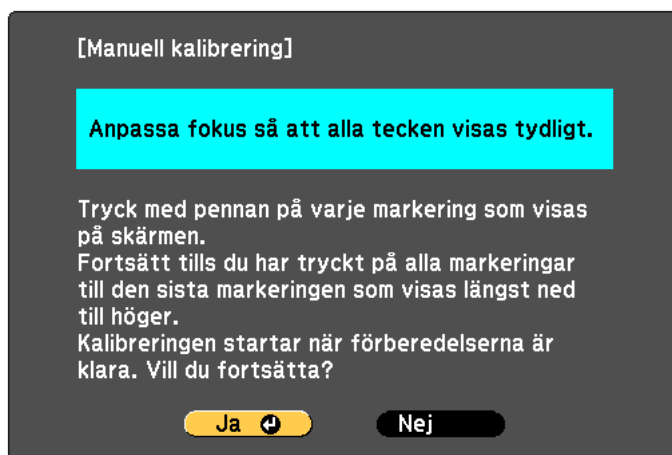 [Manuell kalibrering]
Anpassa fokus så att alla tecken visas tydligt.
Tryck med pennan på varje markering som visas
på skärmen.
Fortsätt tills du har tryckt på alla markeringar
till den sista markeringen som visas längst ned
till höger.
Kalibreringen startar när förberedelserna är
klara. Vill du fortsätta?
Ja
Nej